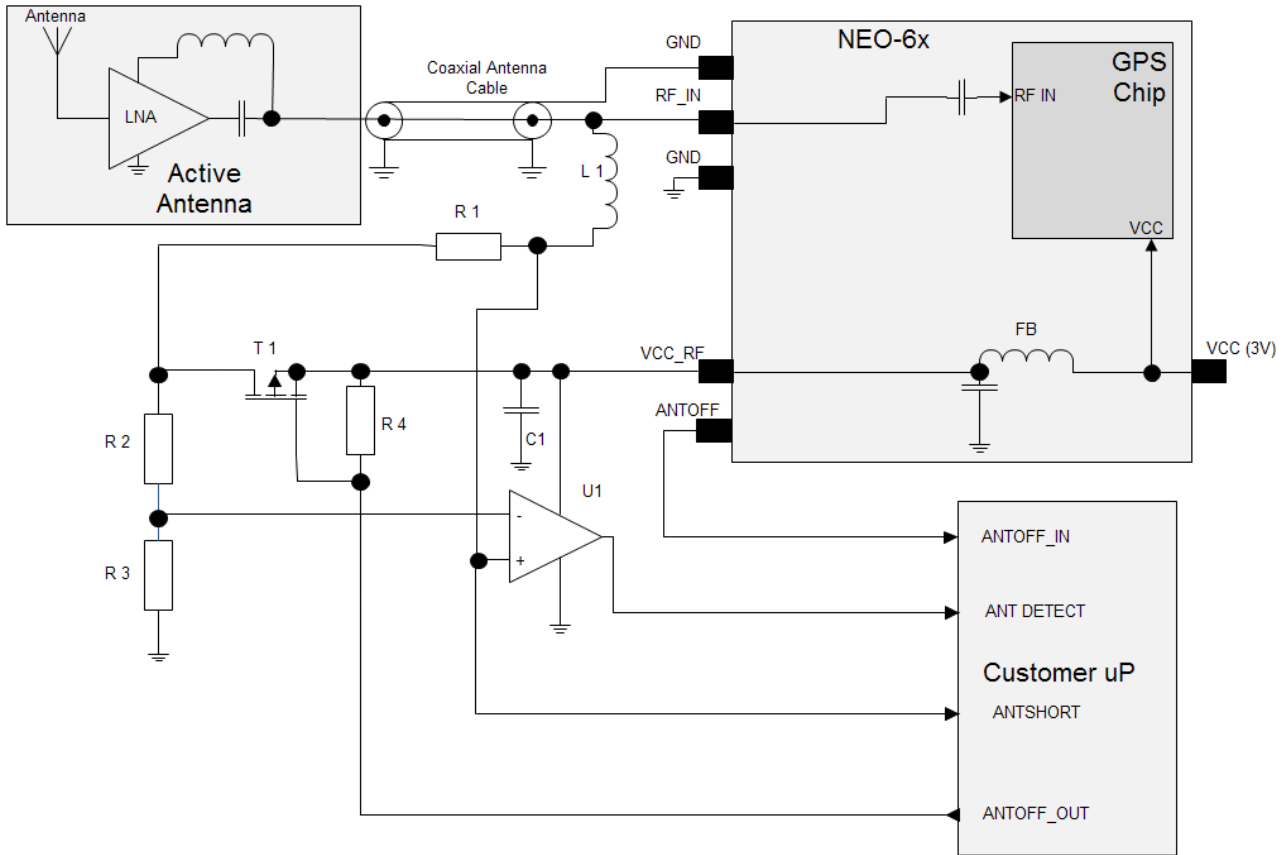 Antenna
LNA
Active
Antenna
Coaxial Antenna
Cable
GND
RF_IN
GND
NEO-6x
GPS
Chip
RF IN
VCC
L 1
R 1
T 1
VCC_RF
FB
VCC (3V)
ANTOFF
R 2
R 4
C1
U1
-
+
R 3
ANTOFF_IN
ANT DETECT
Customer uP
ANTSHORT
ANTOFF_OUT